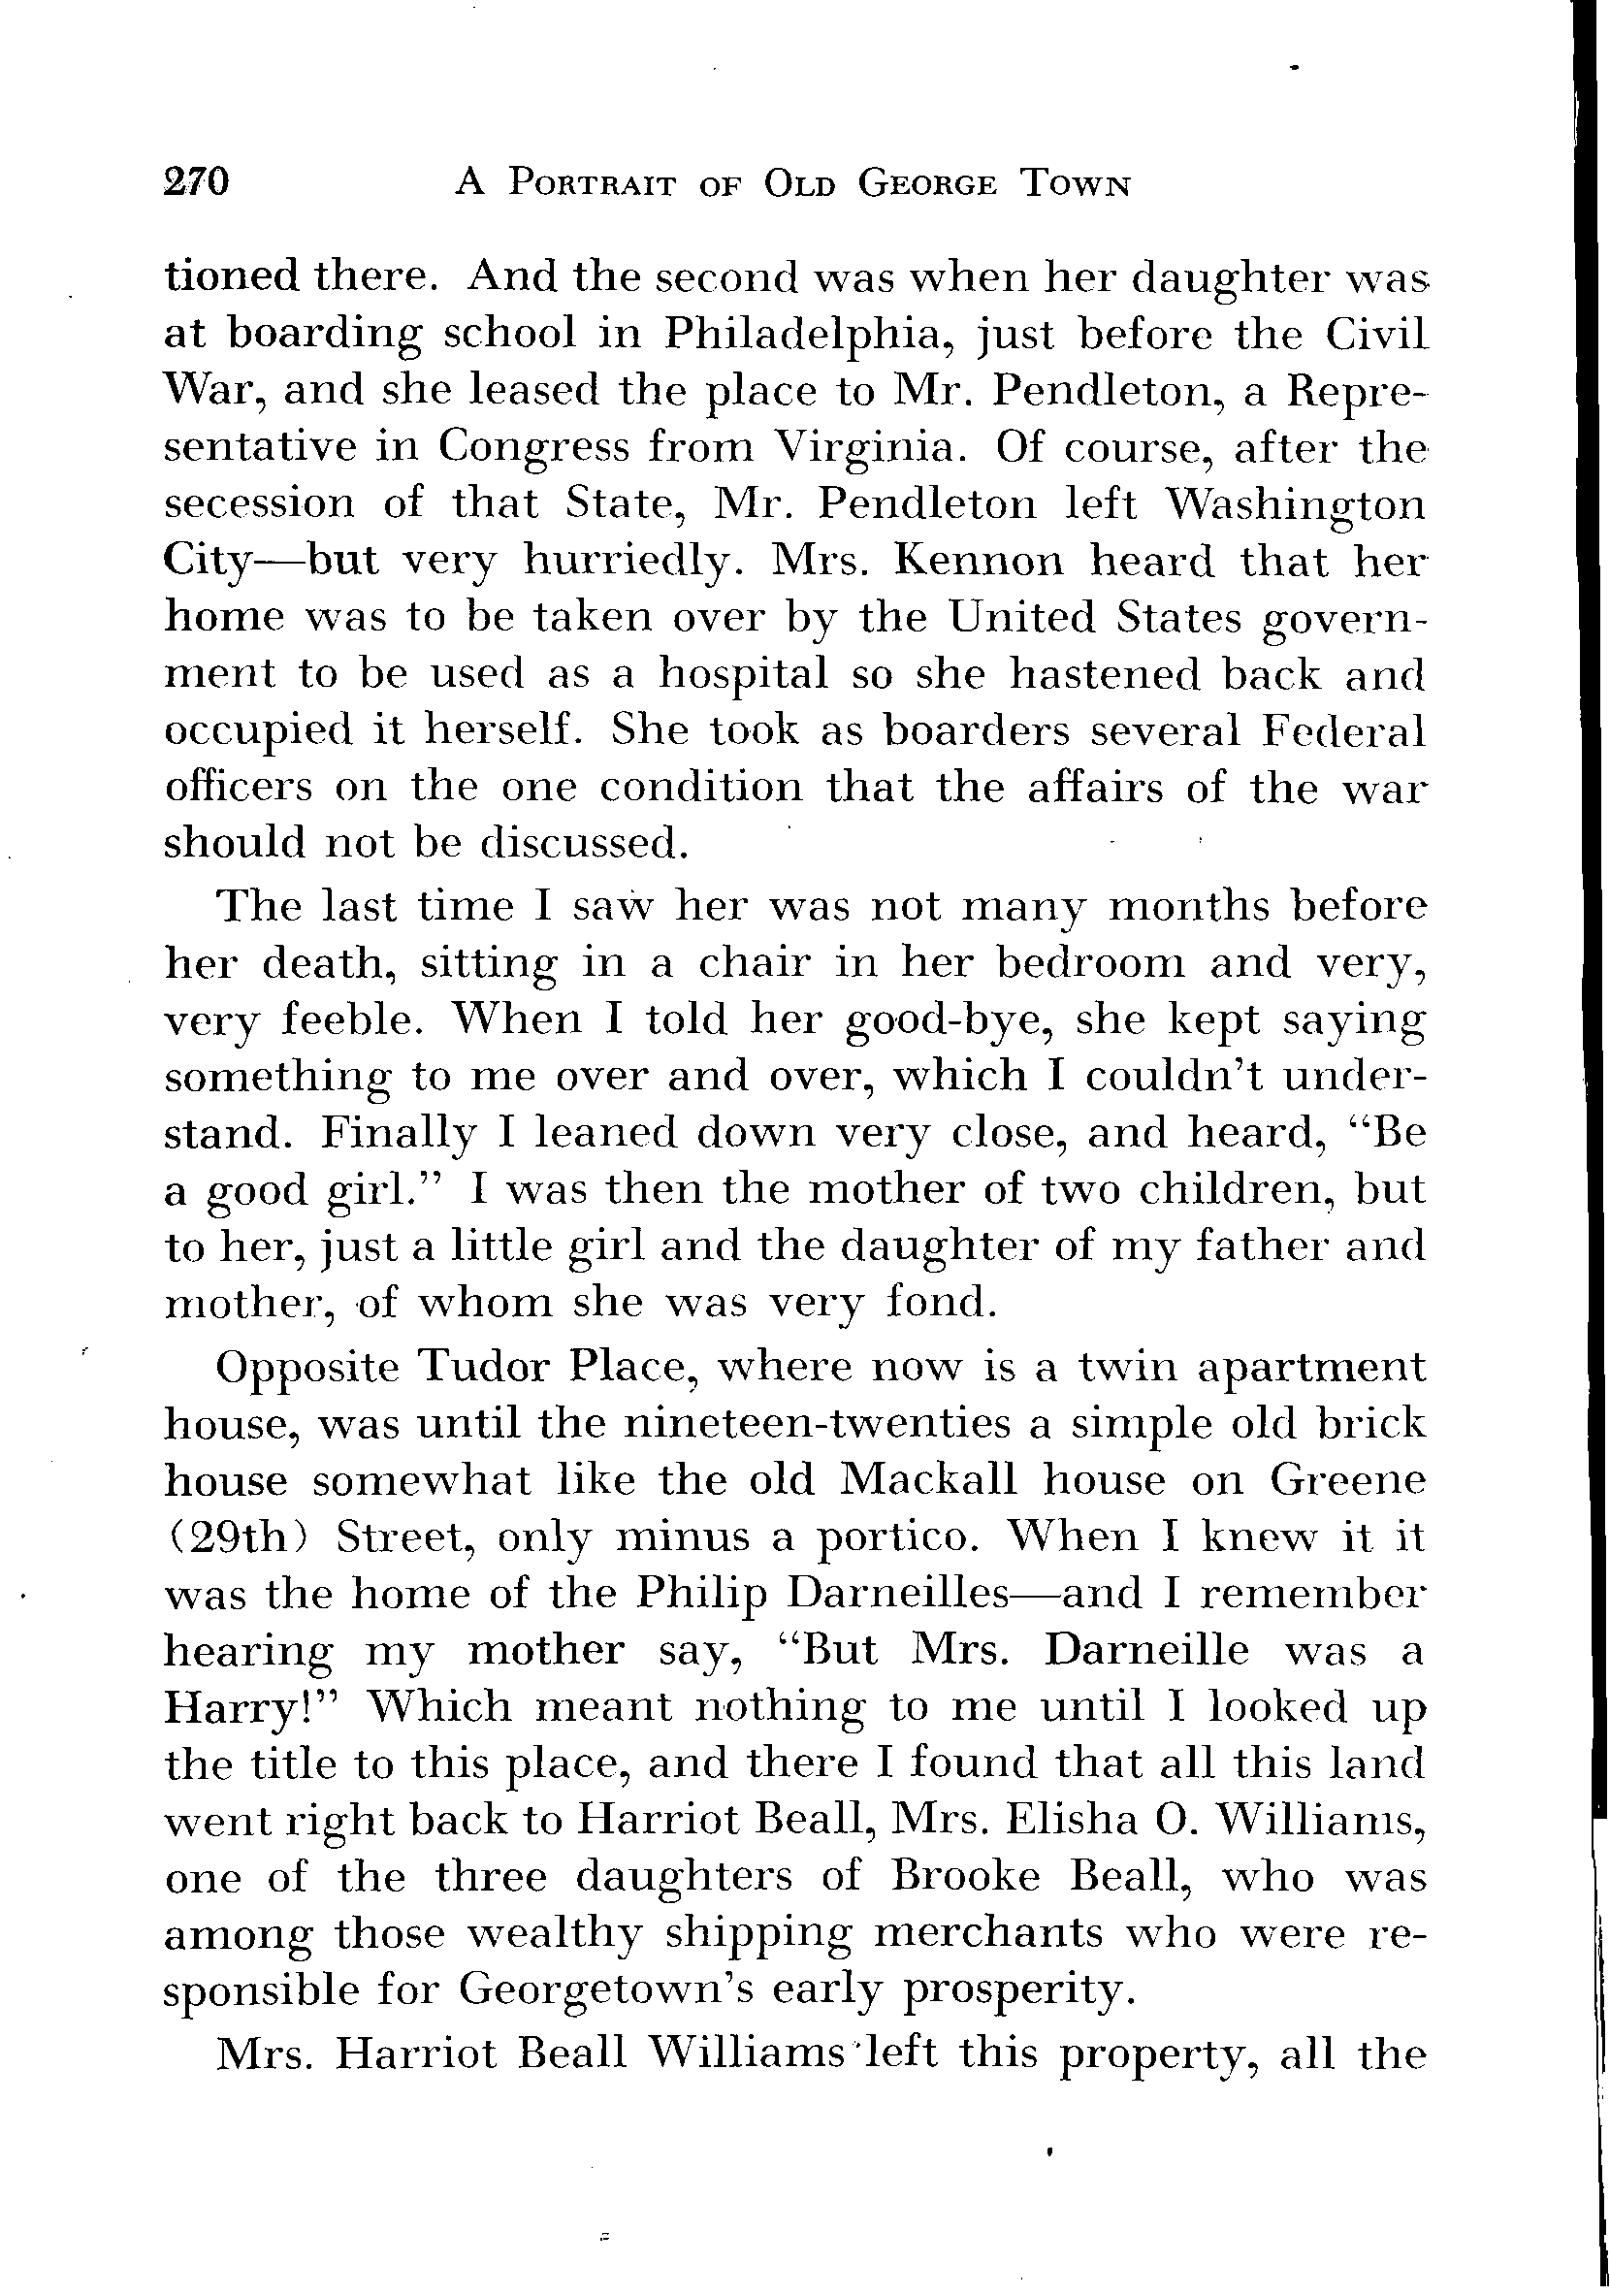 270 A Portrait of Old George Town
tioned there. And the second was when her daughter was
at boarding school in Philadelphia, just before the Civil
War, and she leased the place to Mr. Pendleton, a Repre-
sentative in Congress from Virginia. Of course, after the
secession of that State, Mr. Pendleton left Washington
City—but very hurriedly. Mrs. Kennon heard that her
home was to be taken over by the United States govern-
ment to be used as a hospital so she hastened back and
occupied it herself. She took as boarders several Federal
officers on the one condition that the affairs of the war
should not be discussed.
The last time I saw her was not many months before
her death, sitting in a chair in her bedroom and very,
very feeble. When I told her good-bye, she kept saying
something to me over and over, which I couldn't under-
stand. Finally I leaned down very close, and heard, "Be
a good girl." I was then the mother of two children, but
to her, just a little girl and the daughter of my father and
mother, of whom she was very fond.
Opposite Tudor Place, where now is a twin apartment
house, was until the nineteen-twenties a simple old brick
house somewhat like the old Mackall house on Greene
(29th) Street, only minus a portico. When I knew it it
was the home of the Philip Darneilles—and I remember
hearing my mother say, "But Mrs. Darneille was a
Harry!" Which meant nothing to me until I looked up
the title to this place, and there I found that all this land
went right back to Harriot Beall, Mrs. Elisha O. Williams,
one of the three daughters of Brooke Beall, who was
among those wealthy shipping merchants who were re-
sponsible for Georgetown's early prosperity.
Mrs. Harriot Beall Williams left this property, all the